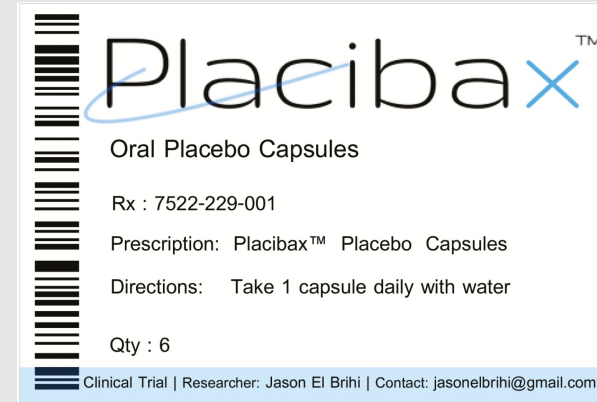 Placibax™
Oral Placebo Capsules
Rx : 7522-229-001
Prescription: Placibax™ Placebo Capsules
Directions: Take 1 capsule daily with water
Qty : 6
Clinical Trial | Researcher: Jason El Brihi | Contact: jasonelbrihi@gmail.com